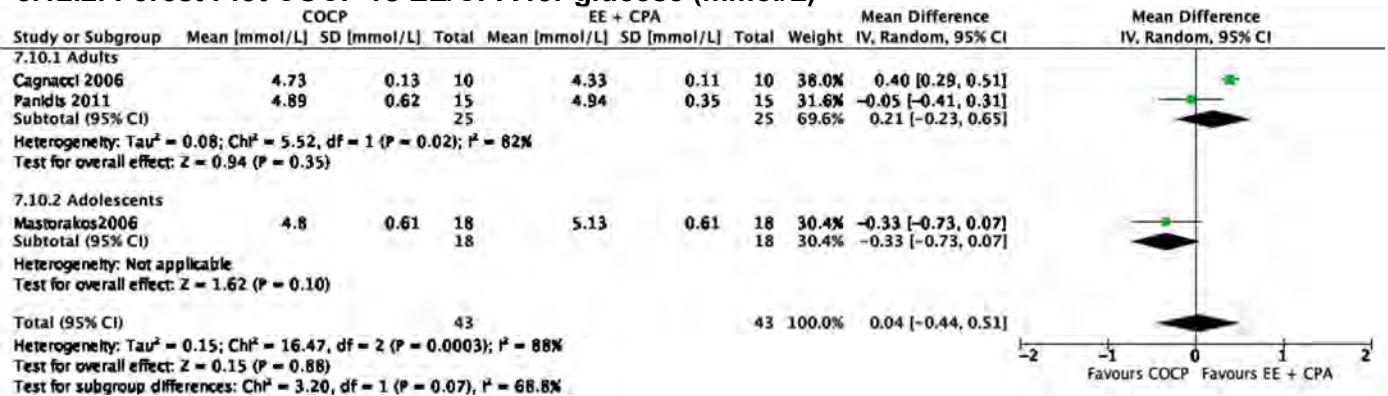 COCP EE + CPA Mean Difference Mean Difference
Study or Subgroup Mean [mmol/L] SD [mmol/L] Total Mean [mmol/L] SD [mmol/L] Total Weight IV, Random, 95% CI IV, Random, 95% CI
7.10.1 Adults
Cagnacci 2006 4.73 0.13 10 4.33 0.11 10 38.0% 0.40 [0.29, 0.51]
Panidis 2011 4.89 0.62 15 4.94 0.35 15 31.6% -0.05 [-0.41, 0.31]
Subtotal (95% CI) 25 25 69.6% 0.21 [-0.23, 0.65]
Heterogeneity: Tau² = 0.08; Chi² = 5.52, df = 1 (P = 0.02); I² = 82%
Test for overall effect: Z = 0.94 (P = 0.35)
7.10.2 Adolescents
Mastorakos2006 4.8 0.61 18 5.13 0.61 18 30.4% -0.33 [-0.73, 0.07]
Subtotal (95% CI) 18 18 30.4% -0.33 [-0.73, 0.07]
Heterogeneity: Not applicable
Test for overall effect: Z = 1.62 (P = 0.10)
Total (95% CI) 43 43 100.0% 0.04 [-0.44, 0.51]
Heterogeneity: Tau² = 0.15; Chi² = 16.47, df = 2 (P = 0.0003); I² = 88%
Test for overall effect: Z = 0.15 (P = 0.88)
Test for subgroup differences: Chi² = 3.20, df = 1 (P = 0.07), I² = 68.8%
-2 -1 0 1 2
Favours COCP Favours EE + CPA